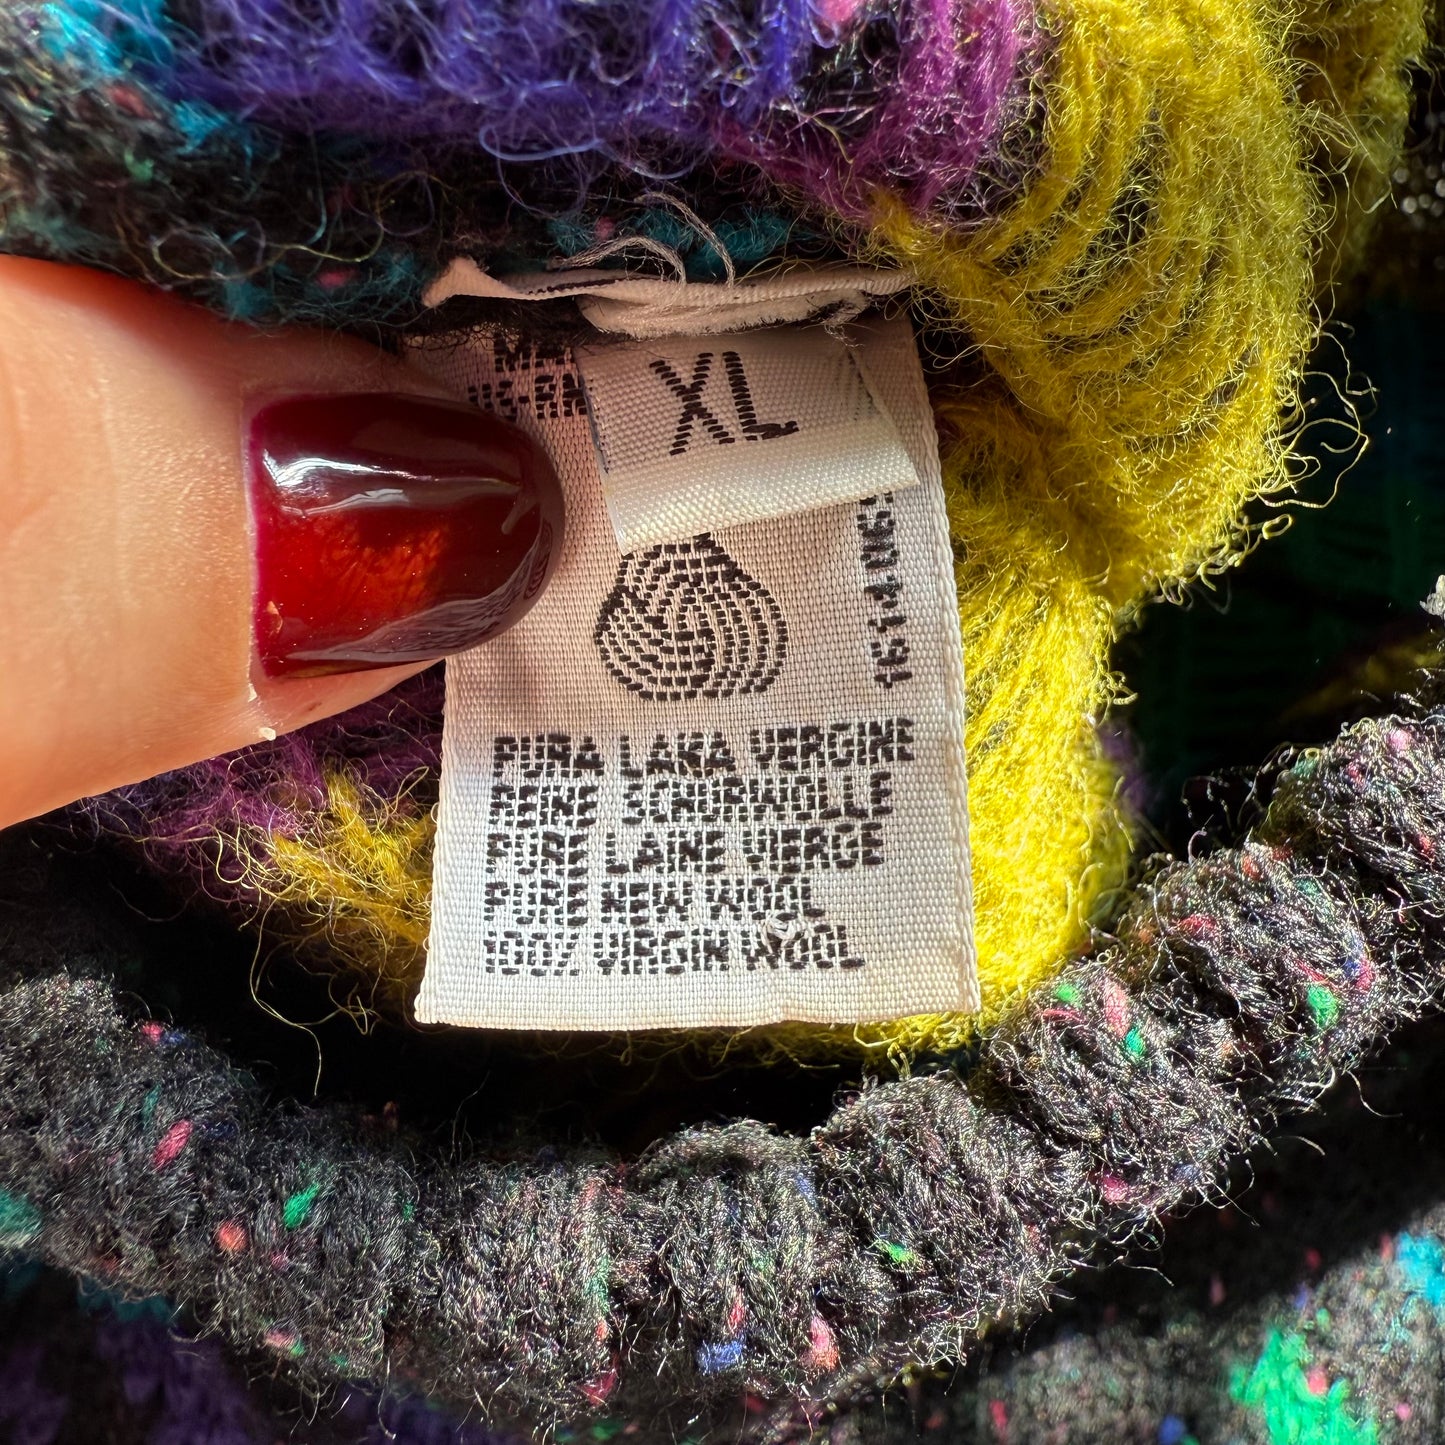 XL
PURA LANA VERGINE
REINE SCHURWOLLE
PURE LAINE VIERGE
PURE NEW WOOL
100% VIRGIN WOOL